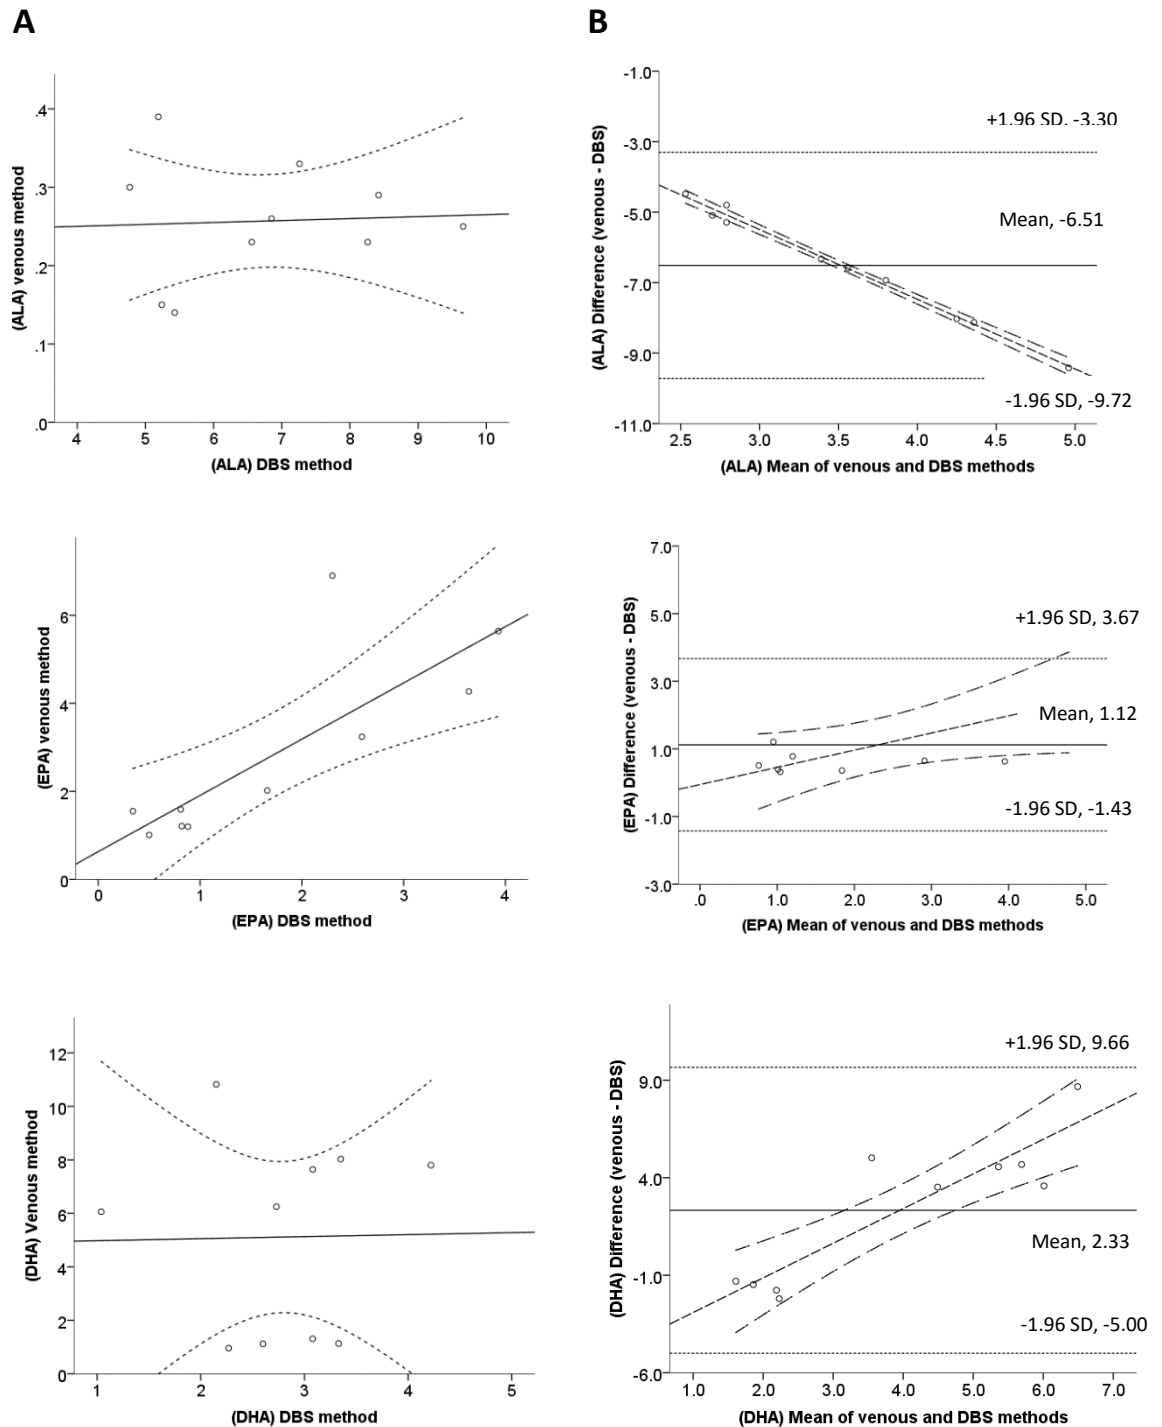 A
B
.4
.3
.2
.1
.0
4 5 6 7 8 9 10
(ALA) venous method
(ALA) DBS method
-1.0
-3.0
-5.0
-7.0
-9.0
-11.0
+1.96 SD, -3.30
Mean, -6.51
-1.96 SD, -9.72
2.5 3.0 3.5 4.0 4.5 5.0
(ALA) Difference (venous - DBS)
(ALA) Mean of venous and DBS methods
6
4
2
0
0 1 2 3 4
(EPA) venous method
(EPA) DBS method
7.0
5.0
3.0
1.0
-1.0
-3.0
+1.96 SD, 3.67
Mean, 1.12
-1.96 SD, -1.43
.0 1.0 2.0 3.0 4.0 5.0
(EPA) Difference (venous - DBS)
(EPA) Mean of venous and DBS methods
12
10
8
6
4
2
0
1 2 3 4 5
(DHA) Venous method
(DHA) DBS method
9.0
4.0
-1.0
-6.0
+1.96 SD, 9.66
Mean, 2.33
-1.96 SD, -5.00
1.0 2.0 3.0 4.0 5.0 6.0 7.0
(DHA) Difference (venous - DBS)
(DHA) Mean of venous and DBS methods